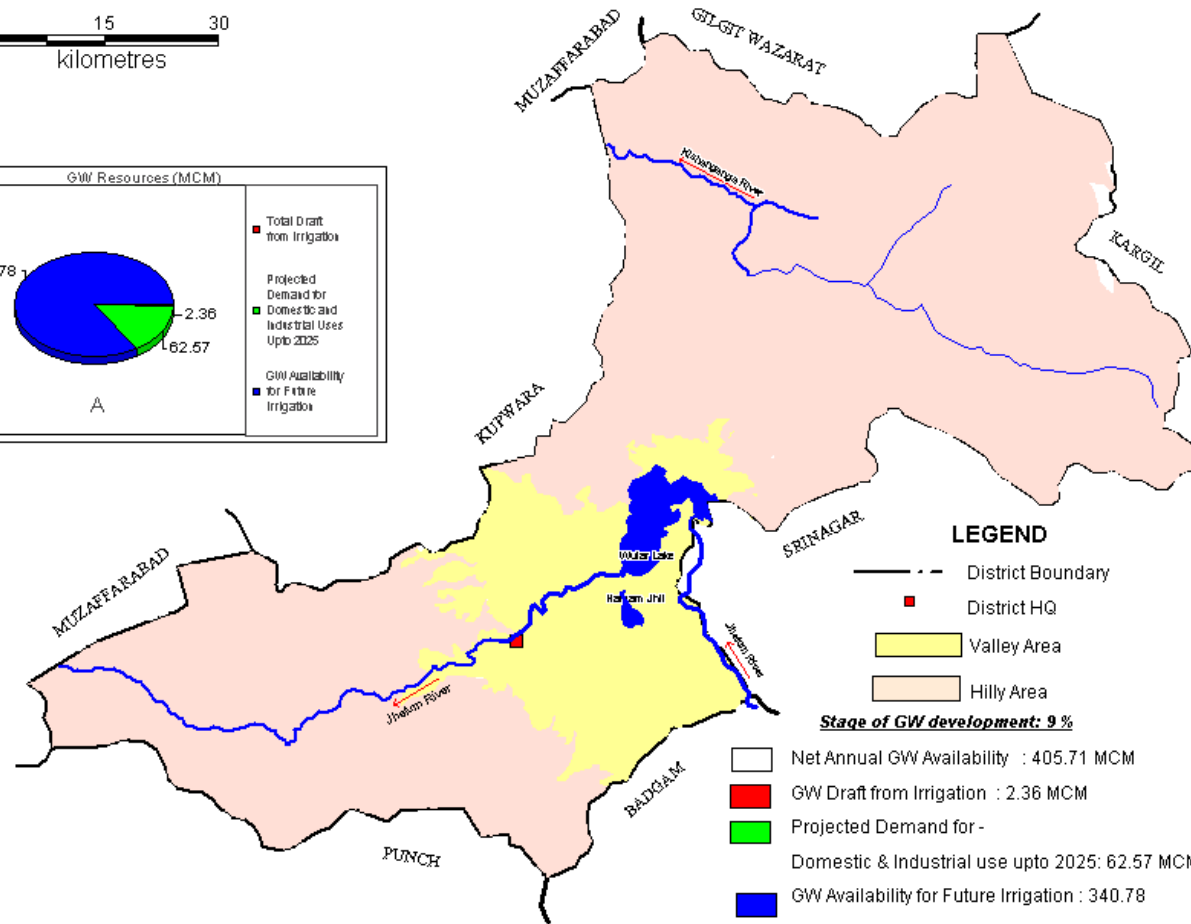 15 30
kilometres
MUZAFFARABAD
GILGIT WAZARAT
Kishanganga River
KARGIL
GW Resources (MCM)
78
2.36
62.57
A
Total Draft
from Irrigation
Projected
Demand for
Domestic and
Industrial Uses
Upto 2025
GW Availability
for Future
Irrigation
KUPWARA
SRINAGAR
Wular Lake
Jhelum River
MUZAFFARABAD
Jhelum River
BADGAM
PUNCH
LEGEND
District Boundary
District HQ
Valley Area
Hilly Area
Stage of GW development: 9 %
Net Annual GW Availability : 405.71 MCM
GW Draft from Irrigation : 2.36 MCM
Projected Demand for -
Domestic & Industrial use upto 2025: 62.57 MCM
GW Availability for Future Irrigation : 340.78